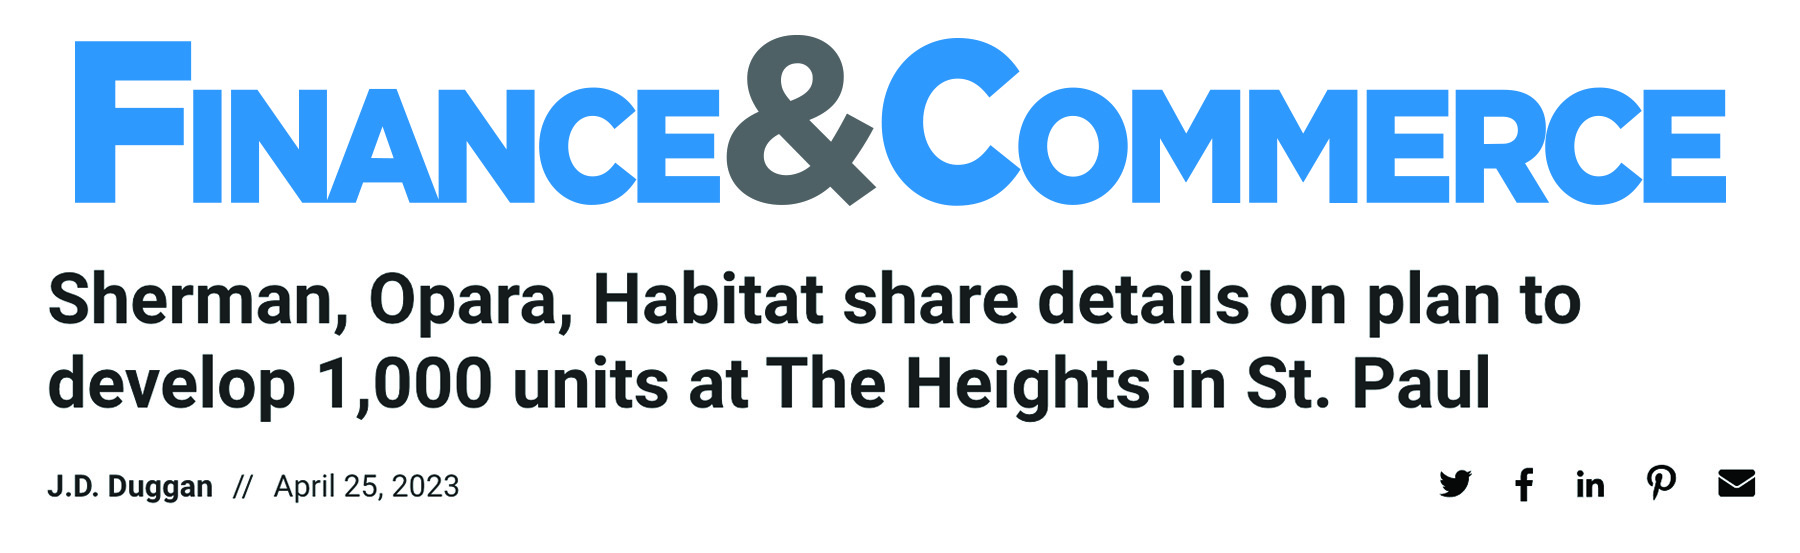 FINANCE&COMMERCE
Sherman, Opara, Habitat share details on plan to
develop 1,000 units at The Heights in St. Paul
J.D. Duggan // April 25, 2023